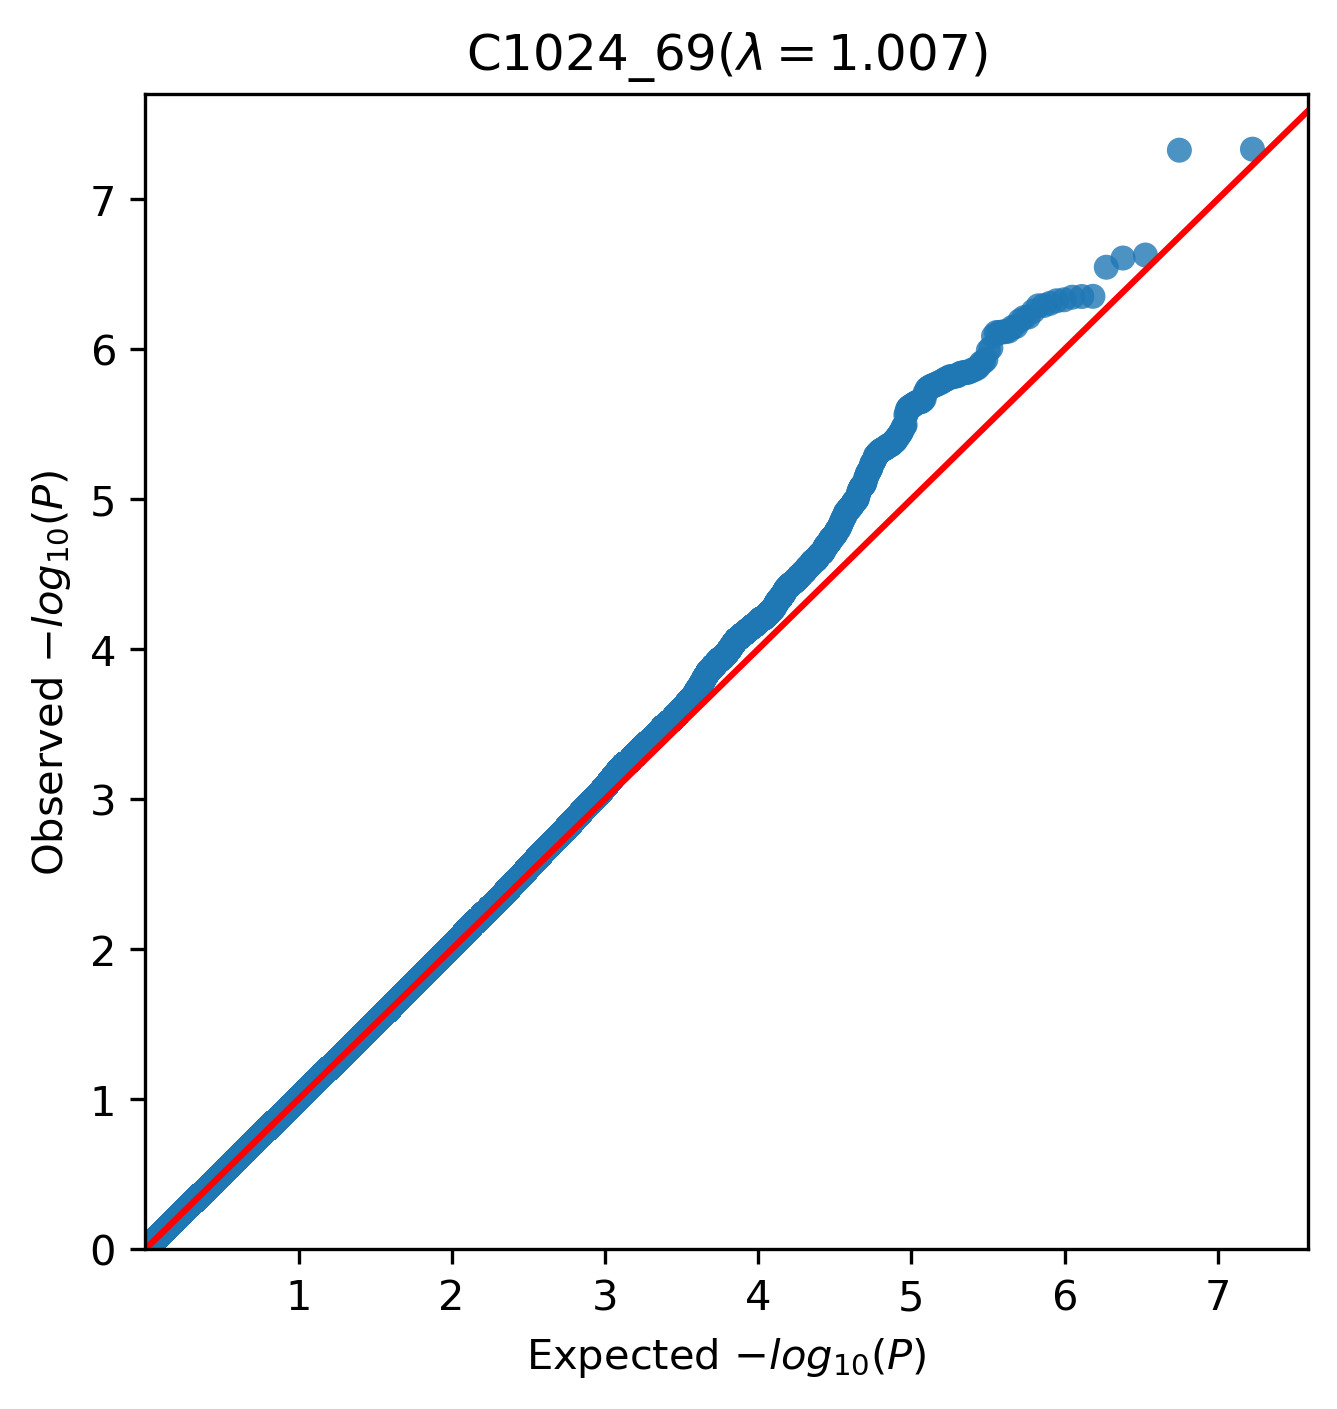 C1024_69(λ = 1.007)
Observed −log₁₀(P)
7
6
5
4
3
2
1
0
1 2 3 4 5 6 7
Expected −log₁₀(P)